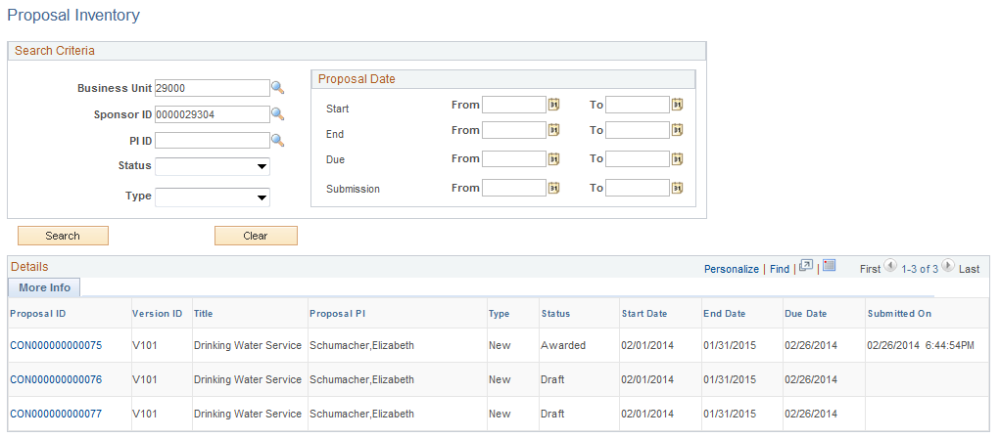 Proposal Inventory
Search Criteria
Business Unit 29000
Sponsor ID 0000029304
PI ID
Status
Type
Proposal Date
Start From To
End From To
Due From To
Submission From To
Search Clear
Details Personalize | Find | | First 1-3 of 3 Last
More Info
Proposal ID Version ID Title Proposal PI Type Status Start Date End Date Due Date Submitted On
CON000000000075 V101 Drinking Water Service Schumacher,Elizabeth New Awarded 02/01/2014 01/31/2015 02/26/2014 02/26/2014 6:44:54PM
CON000000000076 V101 Drinking Water Service Schumacher,Elizabeth New Draft 02/01/2014 01/31/2015 02/26/2014
CON000000000077 V101 Drinking Water Service Schumacher,Elizabeth New Draft 02/01/2014 01/31/2015 02/26/2014